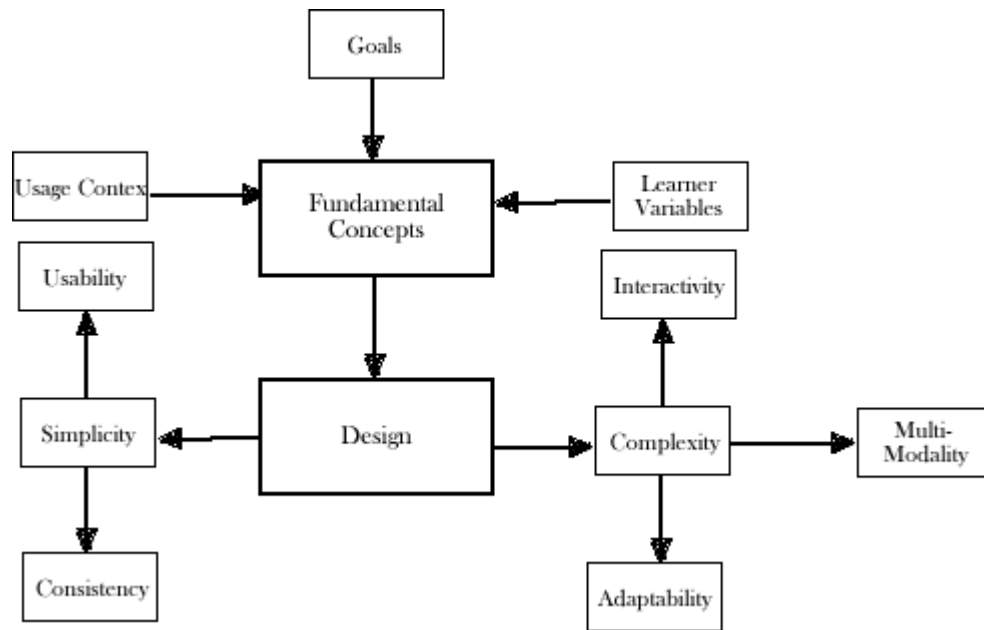 Goals
Usage Contex
Fundamental
Concepts
Learner
Variables
Usability
Interactivity
Simplicity
Design
Complexity
Multi-
Modality
Consistency
Adaptability